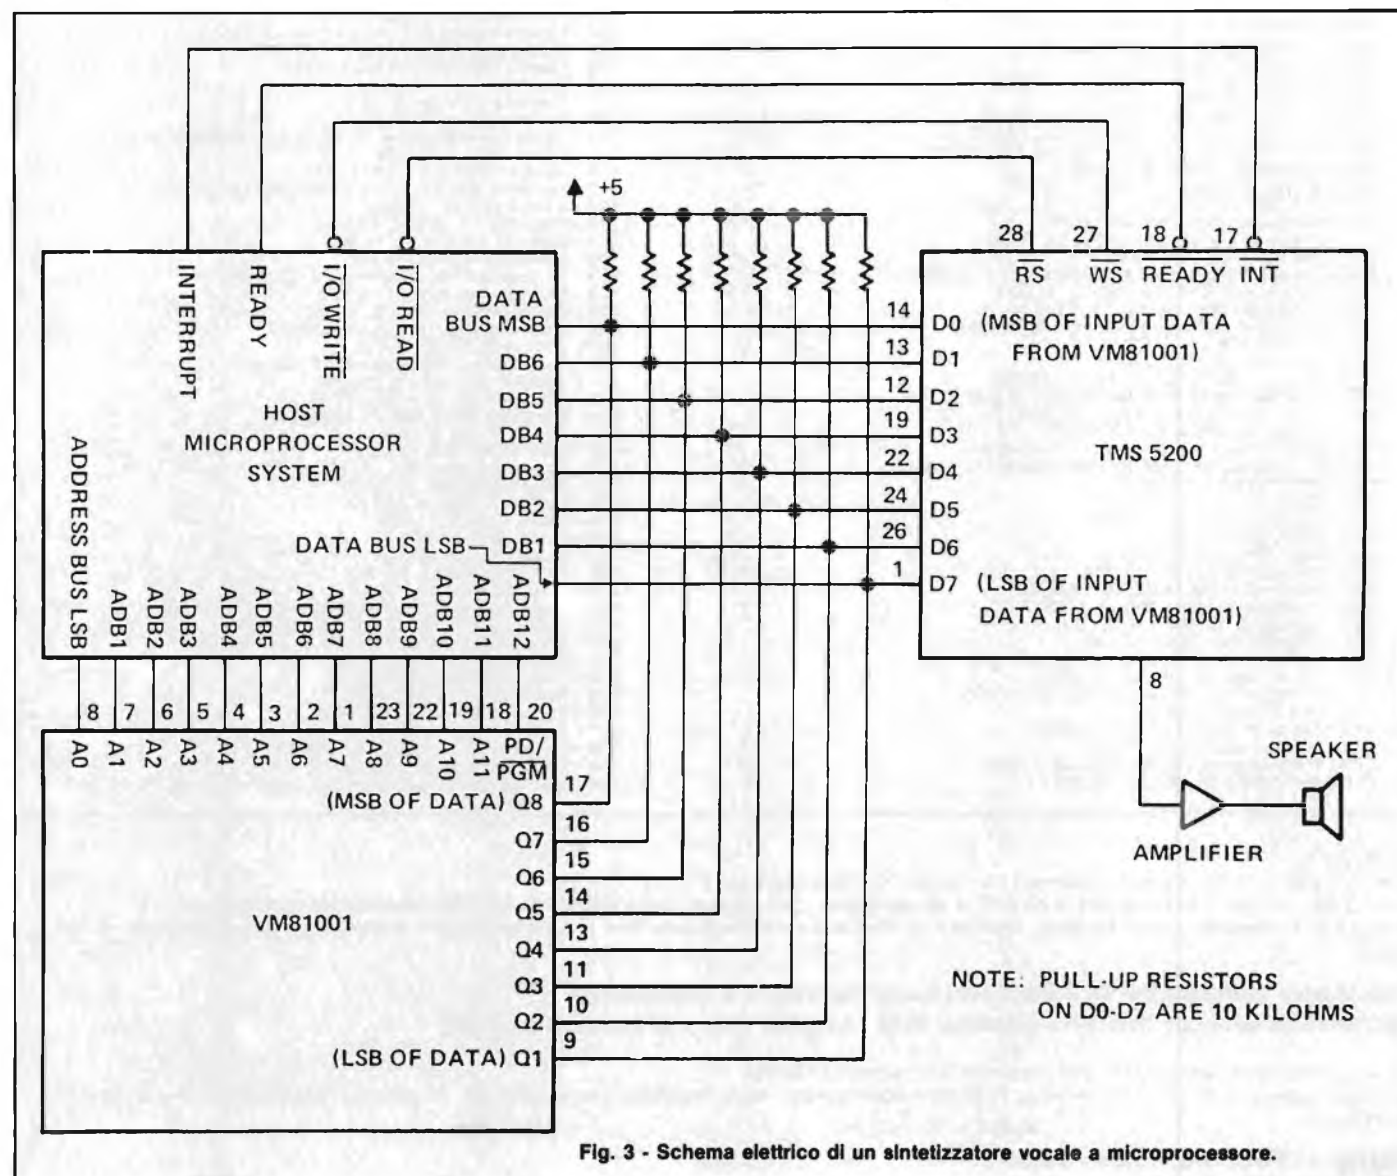 +5
28
27
18
17
RS
WS
READY
INT
INTERRUPT
READY
I/O WRITE
I/O READ
DATA
BUS MSB
DB6
DB5
DB4
DB3
DB2
DB1
DATA BUS LSB
HOST
MICROPROCESSOR
SYSTEM
14
13
12
19
22
24
26
1
D0 (MSB OF INPUT DATA
FROM VM81001)
D1
D2
D3
D4
D5
D6
D7 (LSB OF INPUT
DATA FROM VM81001)
TMS 5200
ADDRESS BUS LSB
ADB1
ADB2
ADB3
ADB4
ADB5
ADB6
ADB7
ADB8
ADB9
ADB10
ADB11
ADB12
8
8 7 6 5 4 3 2 1 23 22 19 18 20
A0
A1
A2
A3
A4
A5
A6
A7
A8
A9
A10
A11
PD/
PGM
17
(MSB OF DATA) Q8
16
Q7
15
Q6
14
Q5
13
Q4
11
Q3
10
Q2
9
(LSB OF DATA) Q1
VM81001
SPEAKER
AMPLIFIER
NOTE: PULL-UP RESISTORS
ON D0-D7 ARE 10 KILOHMS
Fig. 3 - Schema elettrico di un sintetizzatore vocale a microprocessore.